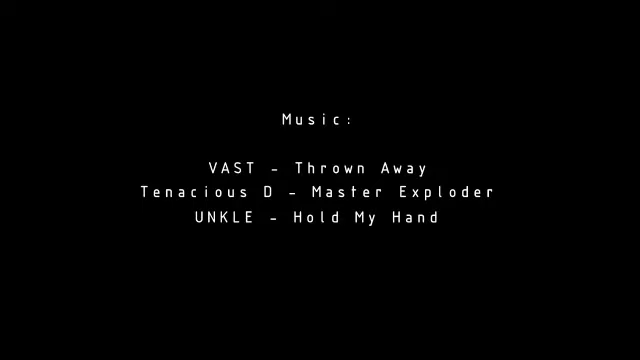 Music:
VAST - Thrown Away
Tenacious D - Master Exploder
UNKLE - Hold My Hand